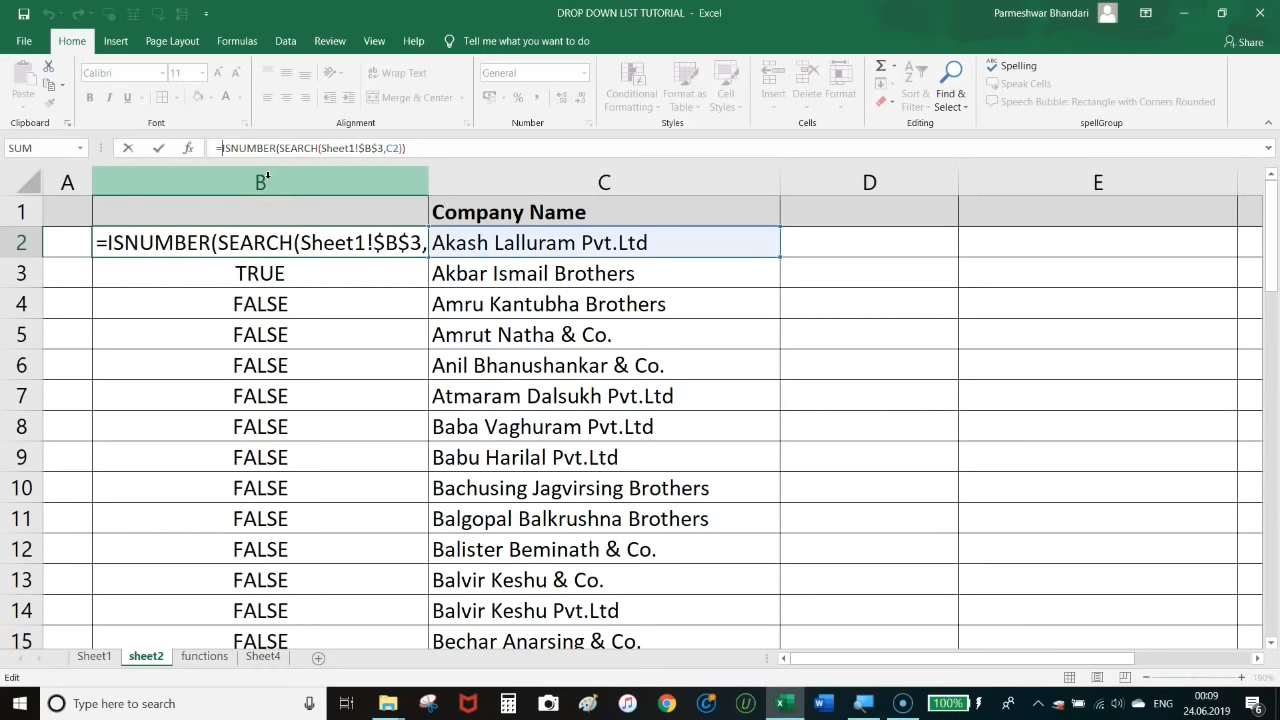 DROP DOWN LIST TUTORIAL - Excel
Parmeshwar Bhandari
File Home Insert Page Layout Formulas Data Review View Help Tell me what you want to do Share
Paste
Calibri 11
B I U A
Wrap Text
Merge & Center
General
% ,
Conditional Formatting
Format as Table
Cell Styles
Insert Delete Format
Sort & Filter
Find & Select
Spelling
Speak Cells
Speech Bubble: Rectangle with Corners Rounded
Clipboard Font Alignment Number Styles Cells Editing spellGroup
SUM fx =ISNUMBER(SEARCH(Sheet1!$B$3,C2))
A B C D E
1 Company Name
2 =ISNUMBER(SEARCH(Sheet1!$B$3, Akash Lalluram Pvt.Ltd
3 TRUE Akbar Ismail Brothers
4 FALSE Amru Kantubha Brothers
5 FALSE Amrut Natha & Co.
6 FALSE Anil Bhanushankar & Co.
7 FALSE Atmaram Dalsukh Pvt.Ltd
8 FALSE Baba Vaghuram Pvt.Ltd
9 FALSE Babu Harilal Pvt.Ltd
10 FALSE Bachusing Jagvirsing Brothers
11 FALSE Balgopal Balkrushna Brothers
12 FALSE Balister Beminath & Co.
13 FALSE Balvir Keshu & Co.
14 FALSE Balvir Keshu Pvt.Ltd
15 FALSE Bechar Anarsing & Co.
Sheet1 sheet2 functions Sheet4
Edit 190%
Type here to search 100% 00:09
24.06.2019